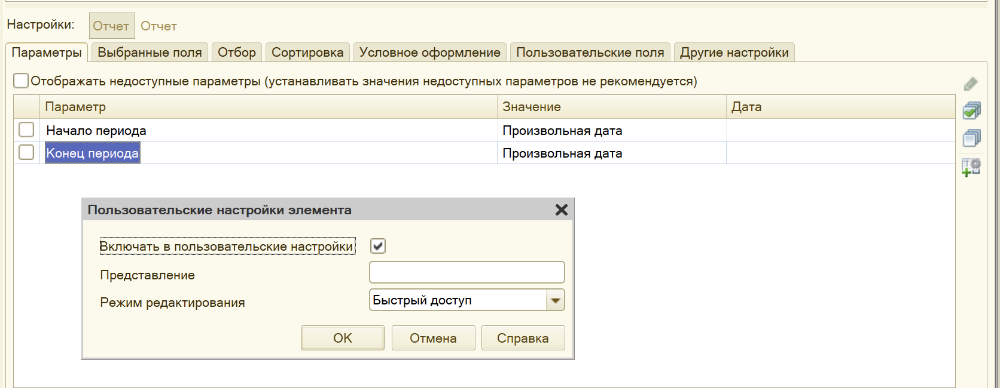 Настройки: Отчет Отчет
Параметры Выбранные поля Отбор Сортировка Условное оформление Пользовательские поля Другие настройки
Отображать недоступные параметры (устанавливать значения недоступных параметров не рекомендуется)
Параметр Значение Дата
Начало периода Произвольная дата
Конец периода Произвольная дата
Пользовательские настройки элемента
Включать в пользовательские настройки
Представление
Режим редактирования Быстрый доступ
OK Отмена Справка